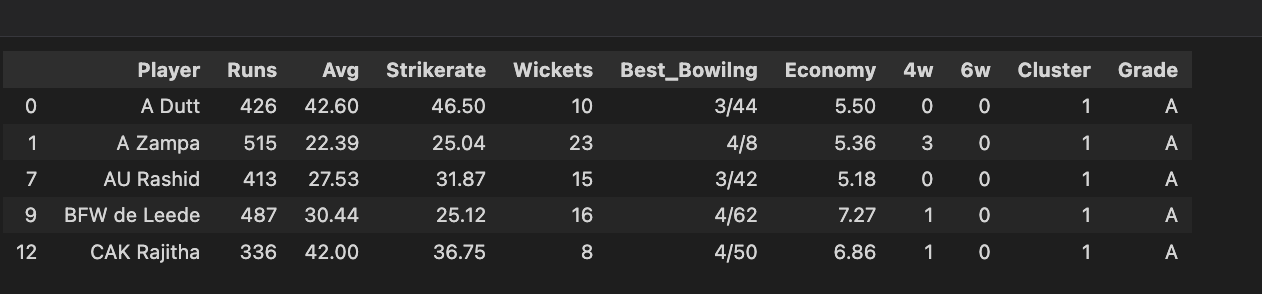 Player Runs Avg Strikerate Wickets Best_Bowilng Economy 4w 6w Cluster Grade
0 A Dutt 426 42.60 46.50 10 3/44 5.50 0 0 1 A
1 A Zampa 515 22.39 25.04 23 4/8 5.36 3 0 1 A
7 AU Rashid 413 27.53 31.87 15 3/42 5.18 0 0 1 A
9 BFW de Leede 487 30.44 25.12 16 4/62 7.27 1 0 1 A
12 CAK Rajitha 336 42.00 36.75 8 4/50 6.86 1 0 1 A